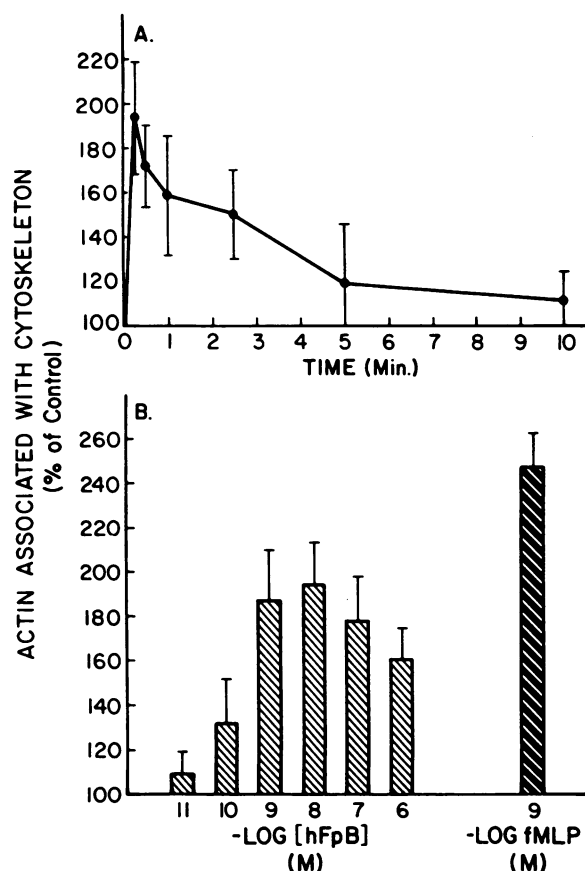 ACTIN ASSOCIATED WITH CYTOSKELETON
(% of Control)
A.
220
200
180
160
140
120
100
0 1 2 3 4 5 6 7 8 9 10
TIME (Min.)
B.
260
240
220
200
180
160
140
120
100
11 10 9 8 7 6 9
-LOG [hFpB] -LOG fMLP
(M) (M)